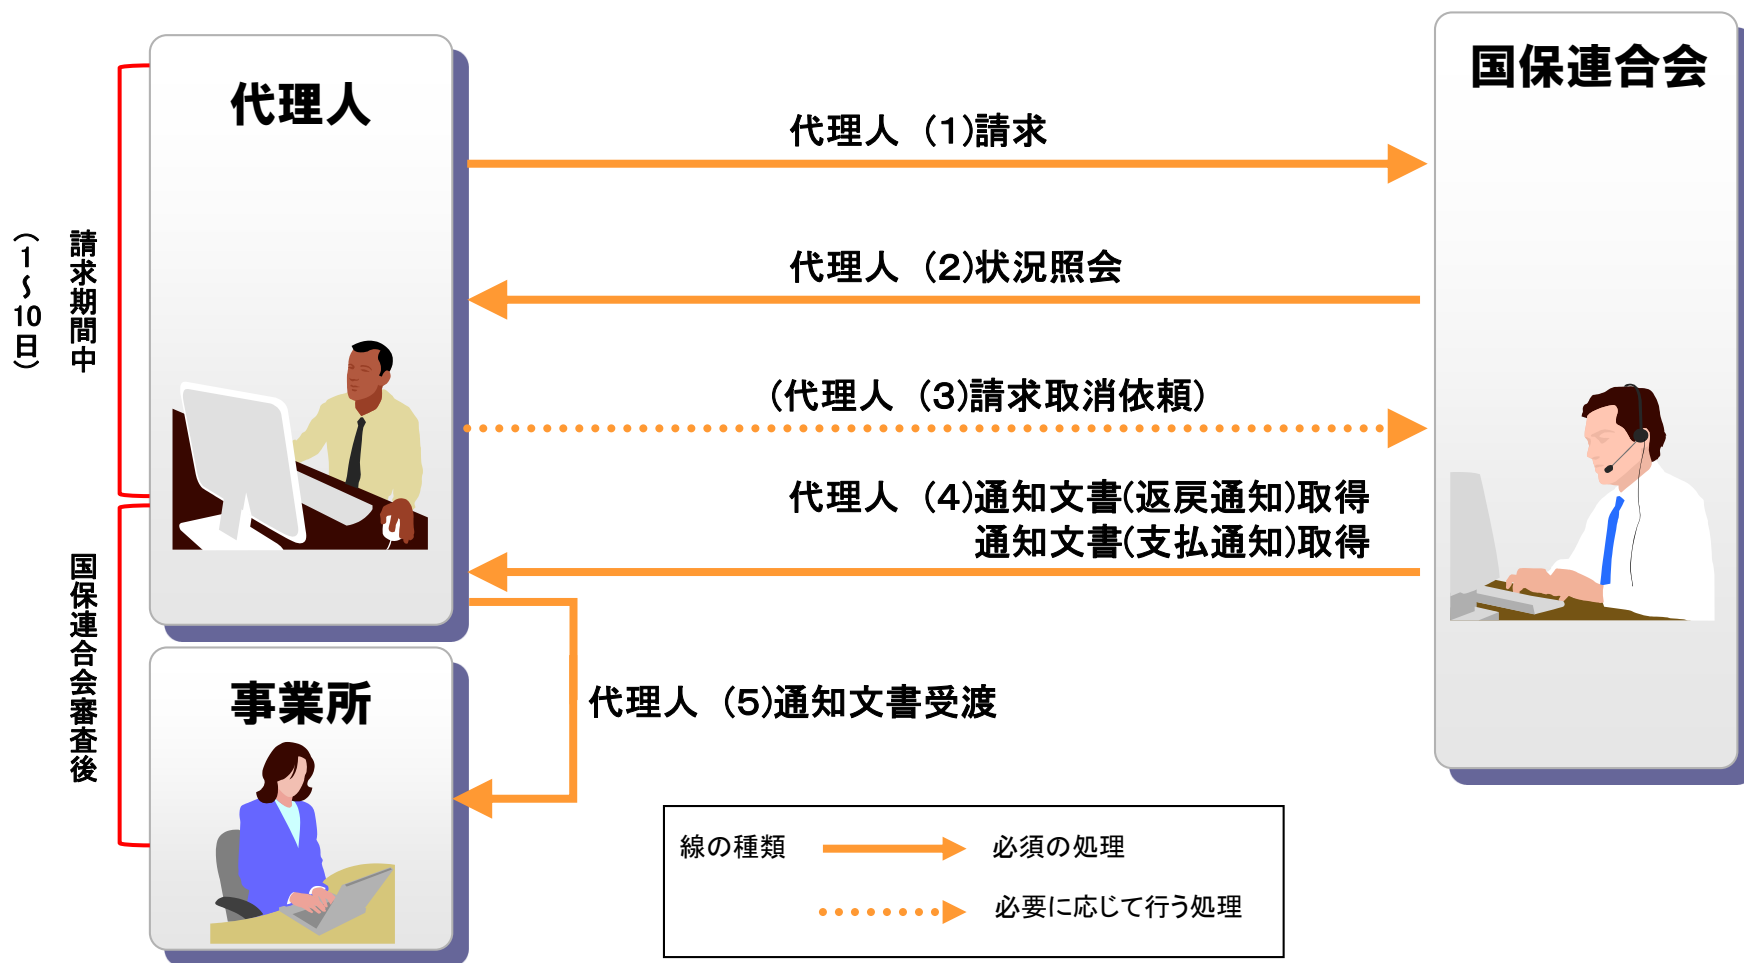 代理人
国保連合会
代理人 (1)請求
代理人 (2)状況照会
(代理人 (3)請求取消依頼)
代理人 (4)通知文書(返戻通知)取得
通知文書(支払通知)取得
請求期間中
(1～10日)
国保連合会審査後
事業所
代理人 (5)通知文書受渡
線の種類
必須の処理
必要に応じて行う処理